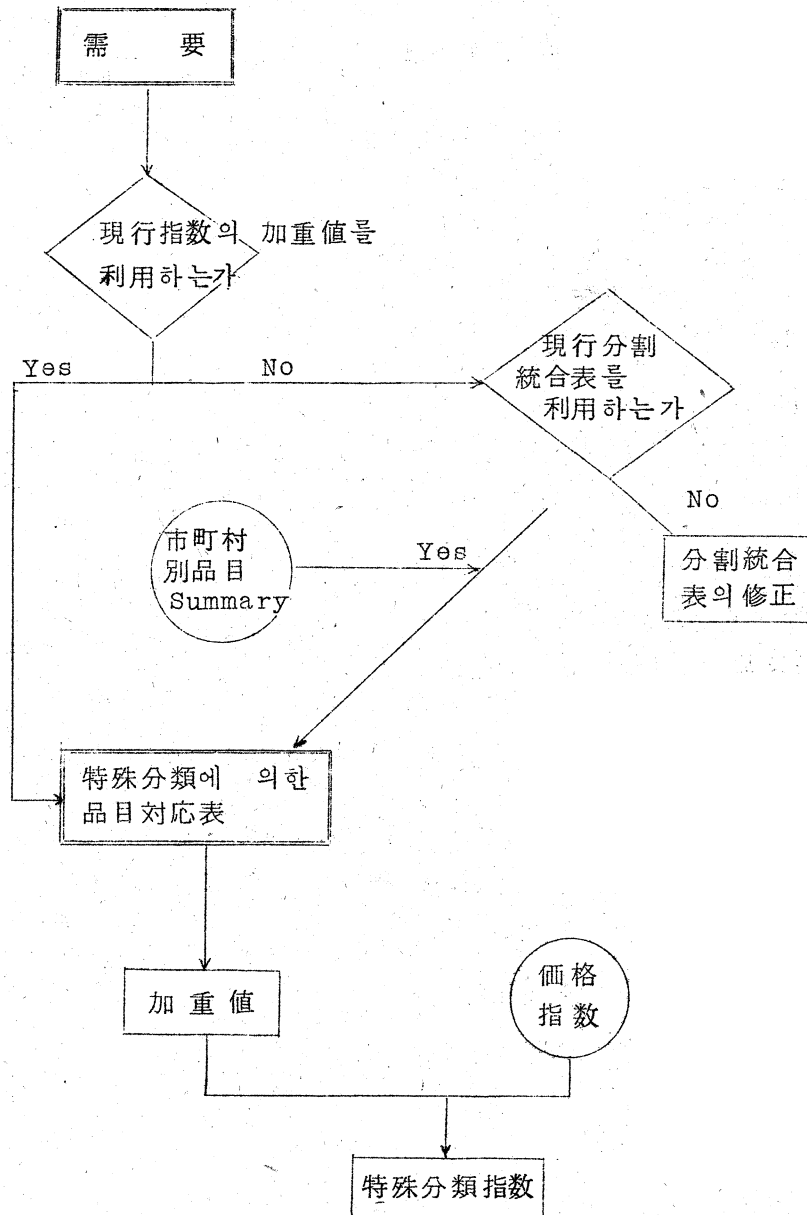 需 要
現行指数의 加重値를
利用하는가
Yes
No
現行分割
統合表를
利用하는가
No
市町村
別品目
Summary
Yes
分割統合
表의 修正
特殊分類에 의한
品目対応表
加重値
価格
指数
特殊分類指数